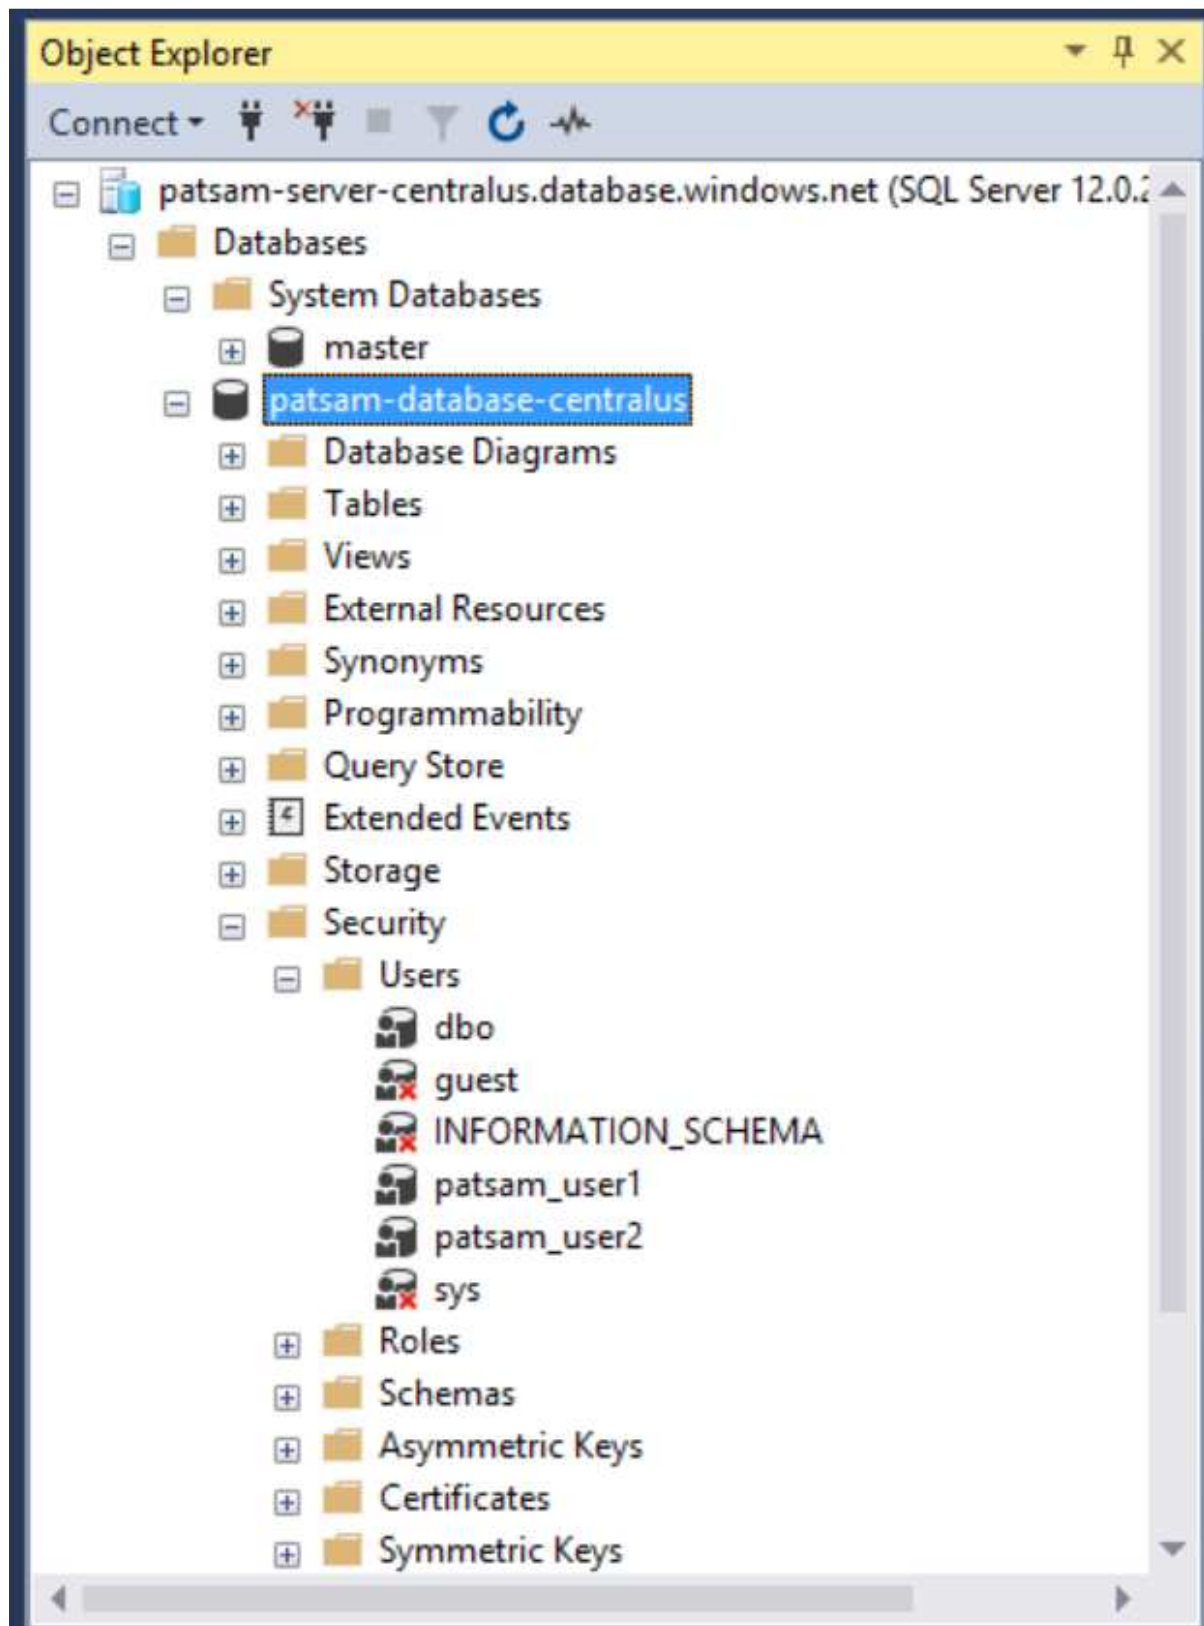 Object Explorer
Connect
patsam-server-centralus.database.windows.net (SQL Server 12.0.2
Databases
System Databases
master
patsam-database-centralus
Database Diagrams
Tables
Views
External Resources
Synonyms
Programmability
Query Store
Extended Events
Storage
Security
Users
dbo
guest
INFORMATION_SCHEMA
patsam_user1
patsam_user2
sys
Roles
Schemas
Asymmetric Keys
Certificates
Symmetric Keys